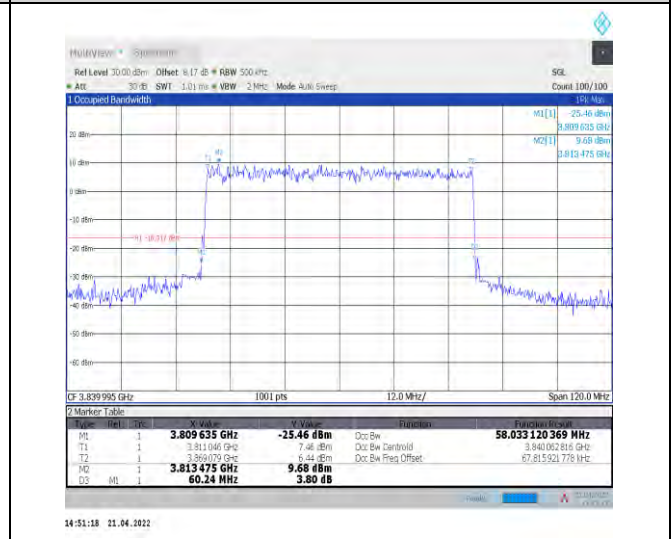 MultiView Spectrum
Ref Level 30.00 dBm Offset 8.17 dB RBW 500 kHz SGL
Att 30 dB SWT 1.01 ms VBW 2 MHz Mode Auto Sweep Count 100/100
1 Occupied Bandwidth 1Pk Max
M1[1] -25.46 dBm
3.809 635 GHz
M2[1] 9.68 dBm
3.813 475 GHz
20 dBm
10 dBm
0 dBm
-10 dBm
-20 dBm
-30 dBm
-40 dBm
-50 dBm
-60 dBm
T1 M2
CF 3.839 995 GHz 1001 pts 12.0 MHz/ Span 120.0 MHz
2 Marker Table
Type Ref Trc X-Value Y-Value Function Function Result
M1 1 3.809 635 GHz -25.46 dBm Occ Bw 58.033 120 369 MHz
T1 1 3.811 046 GHz 7.46 dBm Occ Bw Centroid 3.840 062 816 GHz
T2 1 3.869 079 GHz 6.44 dBm Occ Bw Freq Offset 67.815 921 778 kHz
M2 1 3.813 475 GHz 9.68 dBm
D3 M1 1 60.24 MHz 3.80 dB
14:51:18 21.04.2022